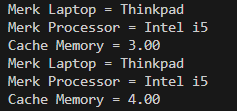 Merk Laptop = Thinkpad
Merk Processor = Intel i5
Cache Memory = 3.00
Merk Laptop = Thinkpad
Merk Processor = Intel i5
Cache Memory = 4.00